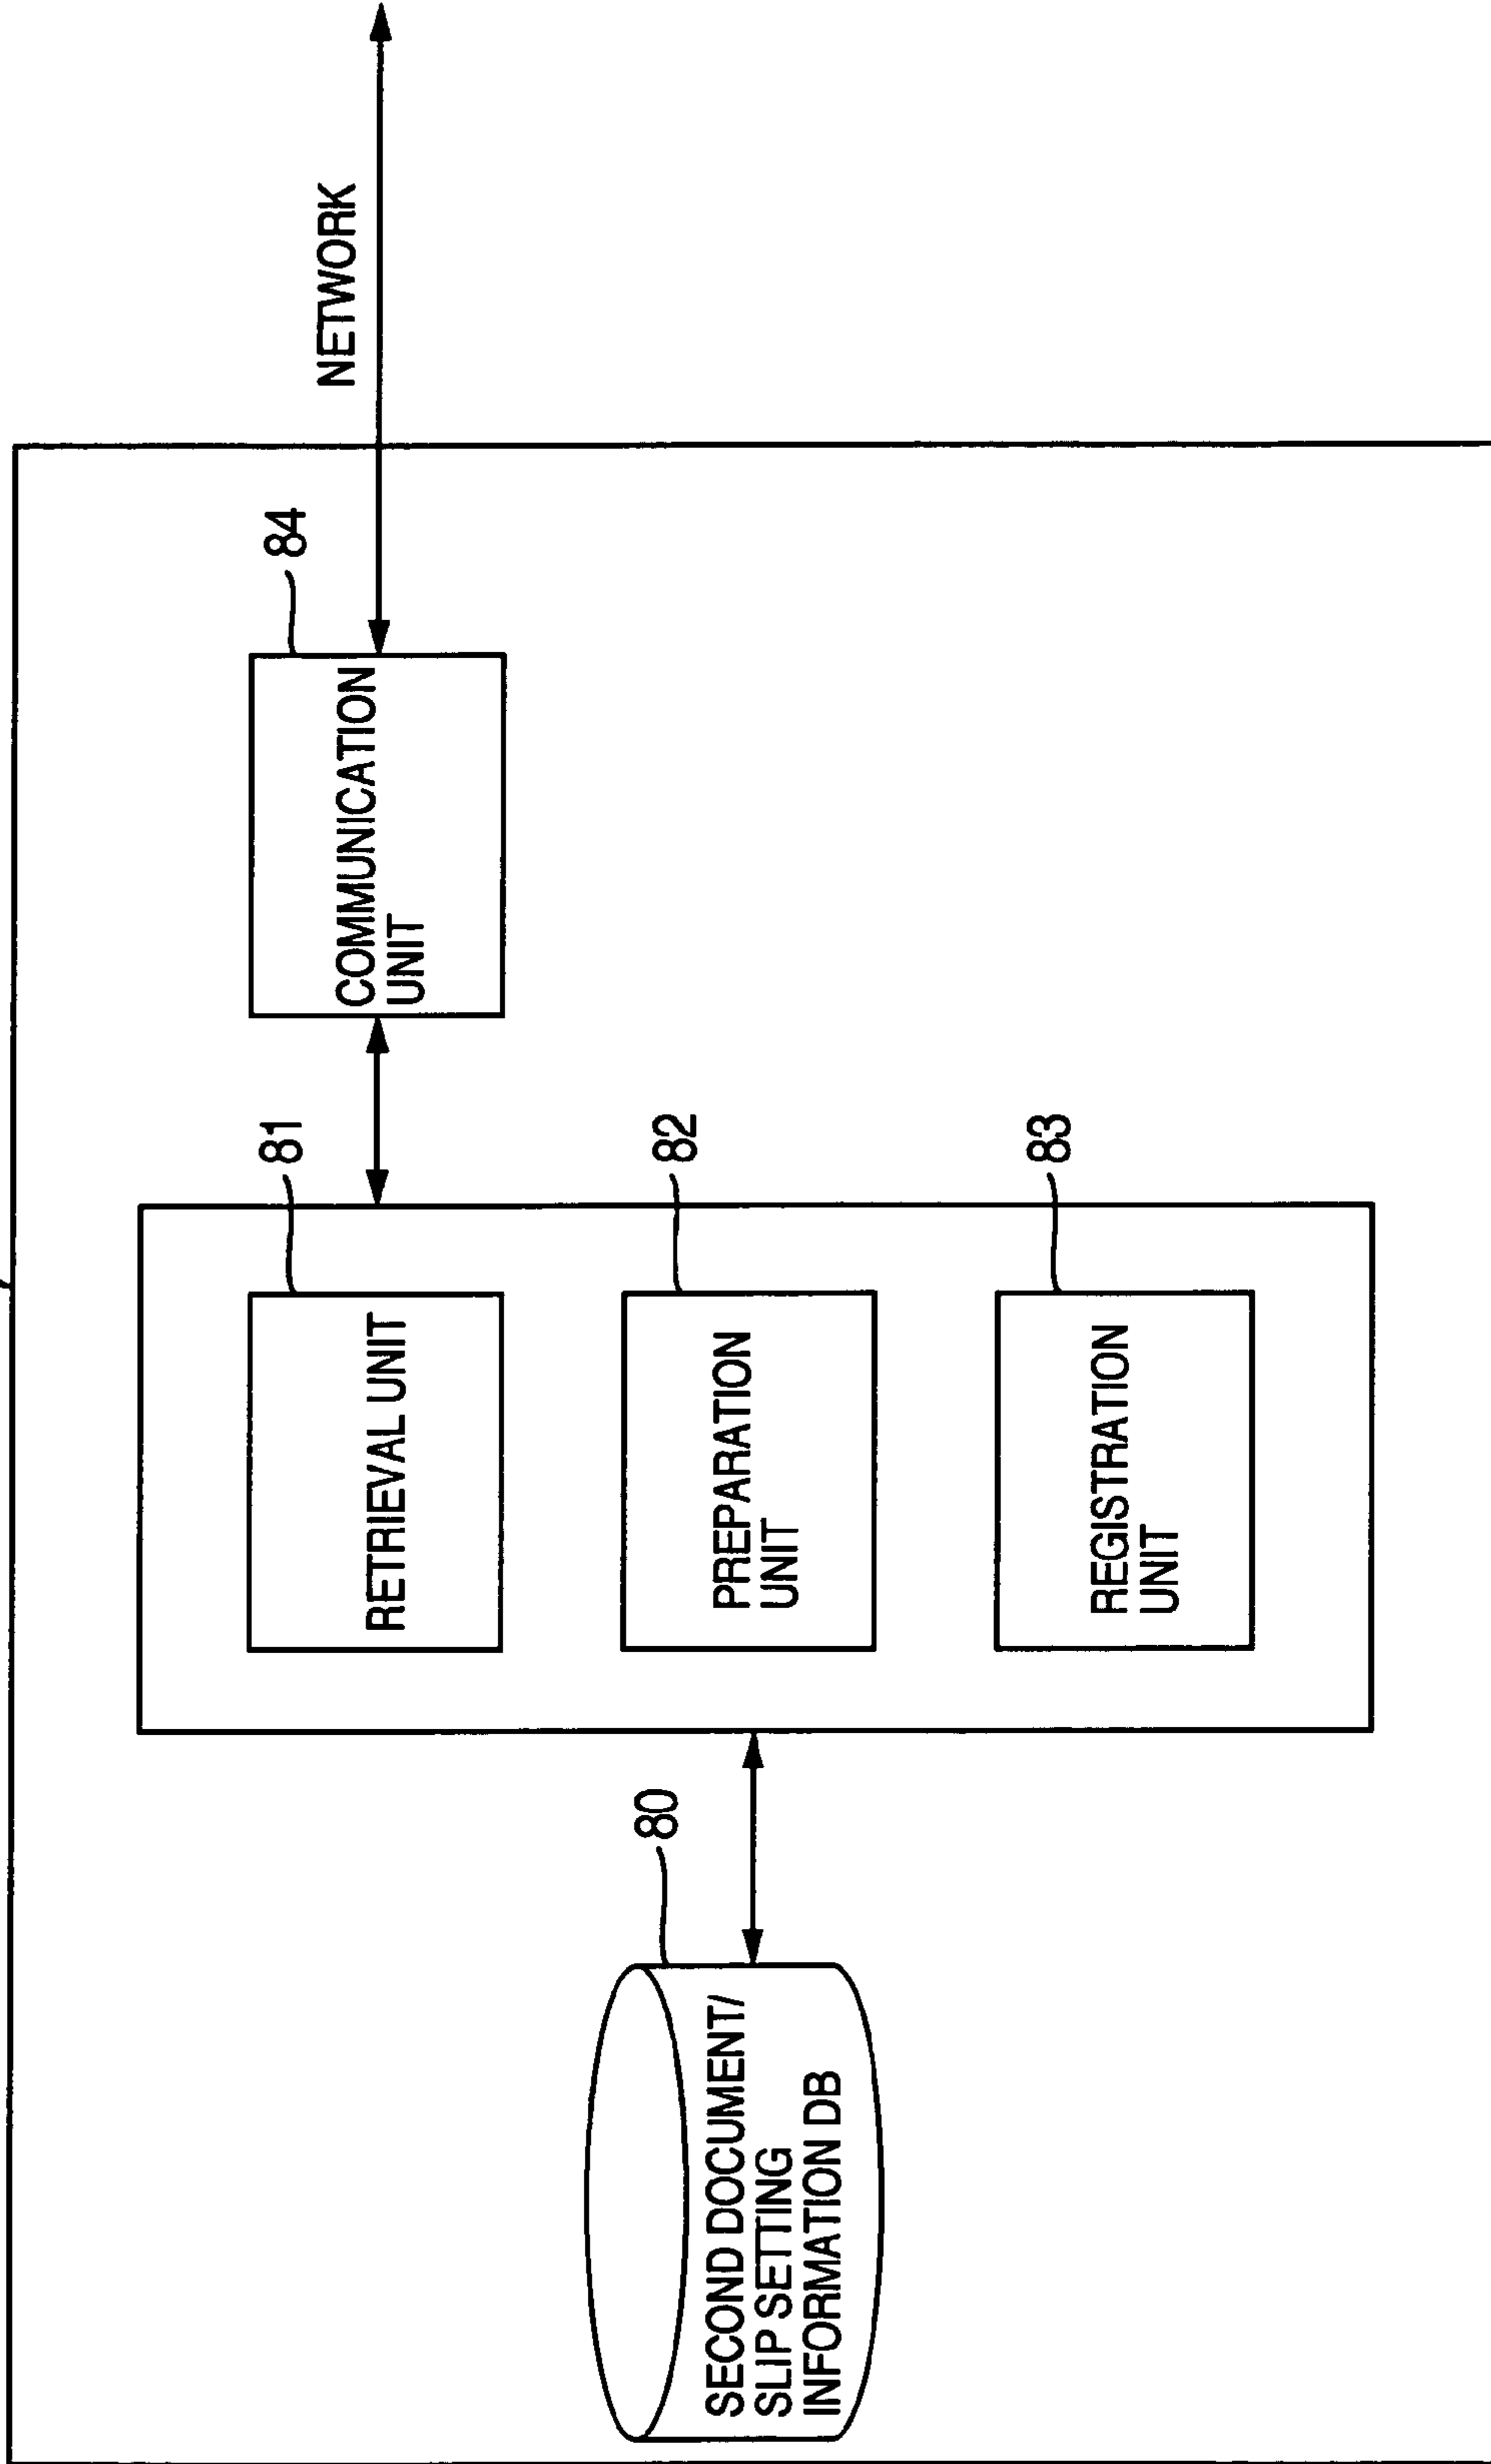 80
SECOND DOCUMENT/
SLIP SETTING
INFORMATION DB
81
RETRIEVAL UNIT
82
PREPARATION
UNIT
83
REGISTRATION
UNIT
84
COMMUNICATION
UNIT
NETWORK